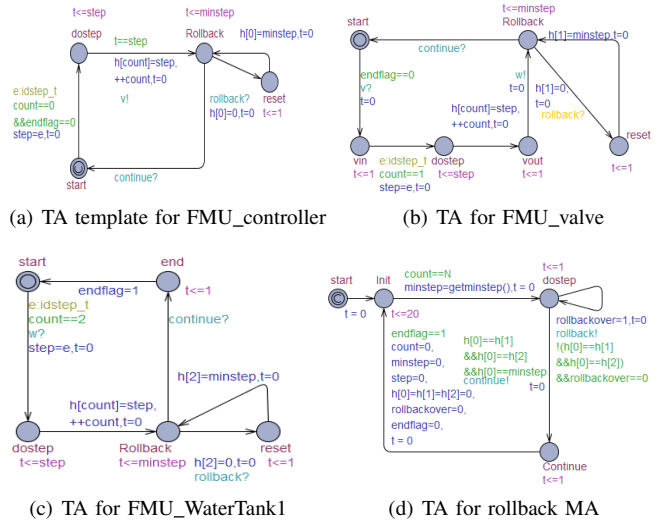 t<=step
dostep
t==step
h[count]=step,
++count,t=0
v!
t<=minstep
Rollback
h[0]=minstep,t=0
rollback?
h[0]=0,t=0
reset
t<=1
e:idstep_t
count==0
&&endflag==0
step=e,t=0
continue?
start
(a) TA template for FMU_controller
start
continue?
t<=minstep
Rollback
h[1]=minstep,t=0
endflag==0
v?
t=0
w!
t=0
h[1]=0,
t=0
rollback?
h[count]=step,
++count,t=0
reset
t<=1
vin
t<=1
e:idstep_t
count==1
step=e,t=0
dostep
t<=step
vout
t<=1
(b) TA for FMU_valve
start
endflag=1
end
t<=1
e:idstep_t
count==2
w?
step=e,t=0
continue?
h[2]=minstep,t=0
h[count]=step,
++count,t=0
dostep
t<=step
Rollback
t<=minstep
h[2]=0,t=0
rollback?
reset
t<=1
(c) TA for FMU_WaterTank1
start
t = 0
Init
t<=20
count==N
minstep=getminstep(),t = 0
t<=1
dostep
rollbackover=1,t=0
rollback!
!(h[0]==h[1]
&&h[0]==h[2])
&&rollbackover==0
endflag==1
count=0,
minstep=0,
step=0,
h[0]=h[1]=h[2]=0,
rollbackover=0,
endflag=0,
t = 0
h[0]==h[1]
&&h[0]==h[2]
&&h[0]==minstep
continue!
t=0
Continue
t<=1
(d) TA for rollback MA